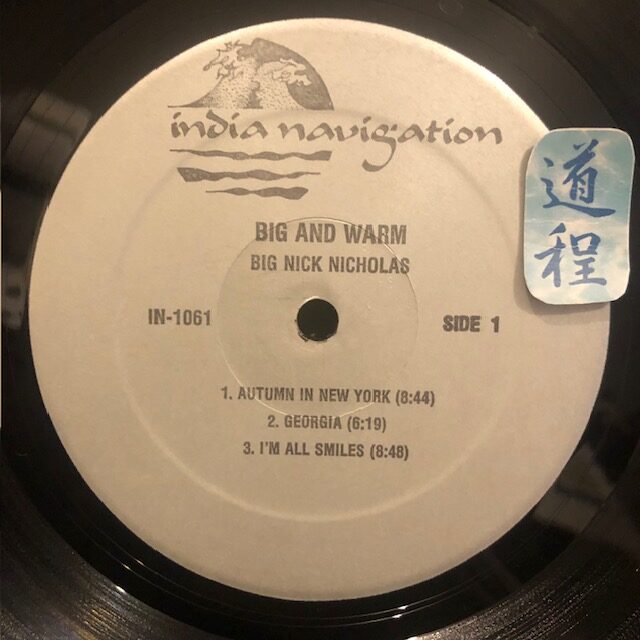 india navigation
BIG AND WARM
BIG NICK NICHOLAS
IN-1061
SIDE 1
道程
1. AUTUMN IN NEW YORK (8:44)
2. GEORGIA (6:19)
3. I'M ALL SMILES (8:48)